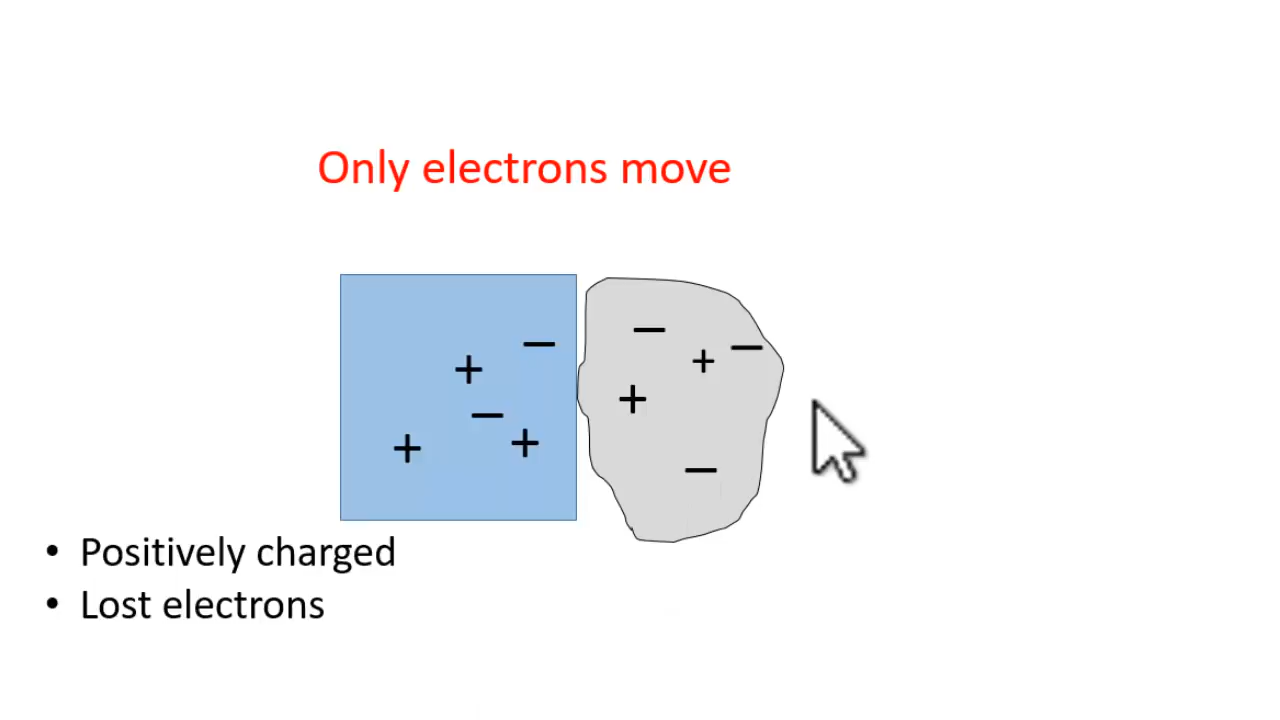 Only electrons move
– –
+ + –
– +
+ +
–
• Positively charged
• Lost electrons